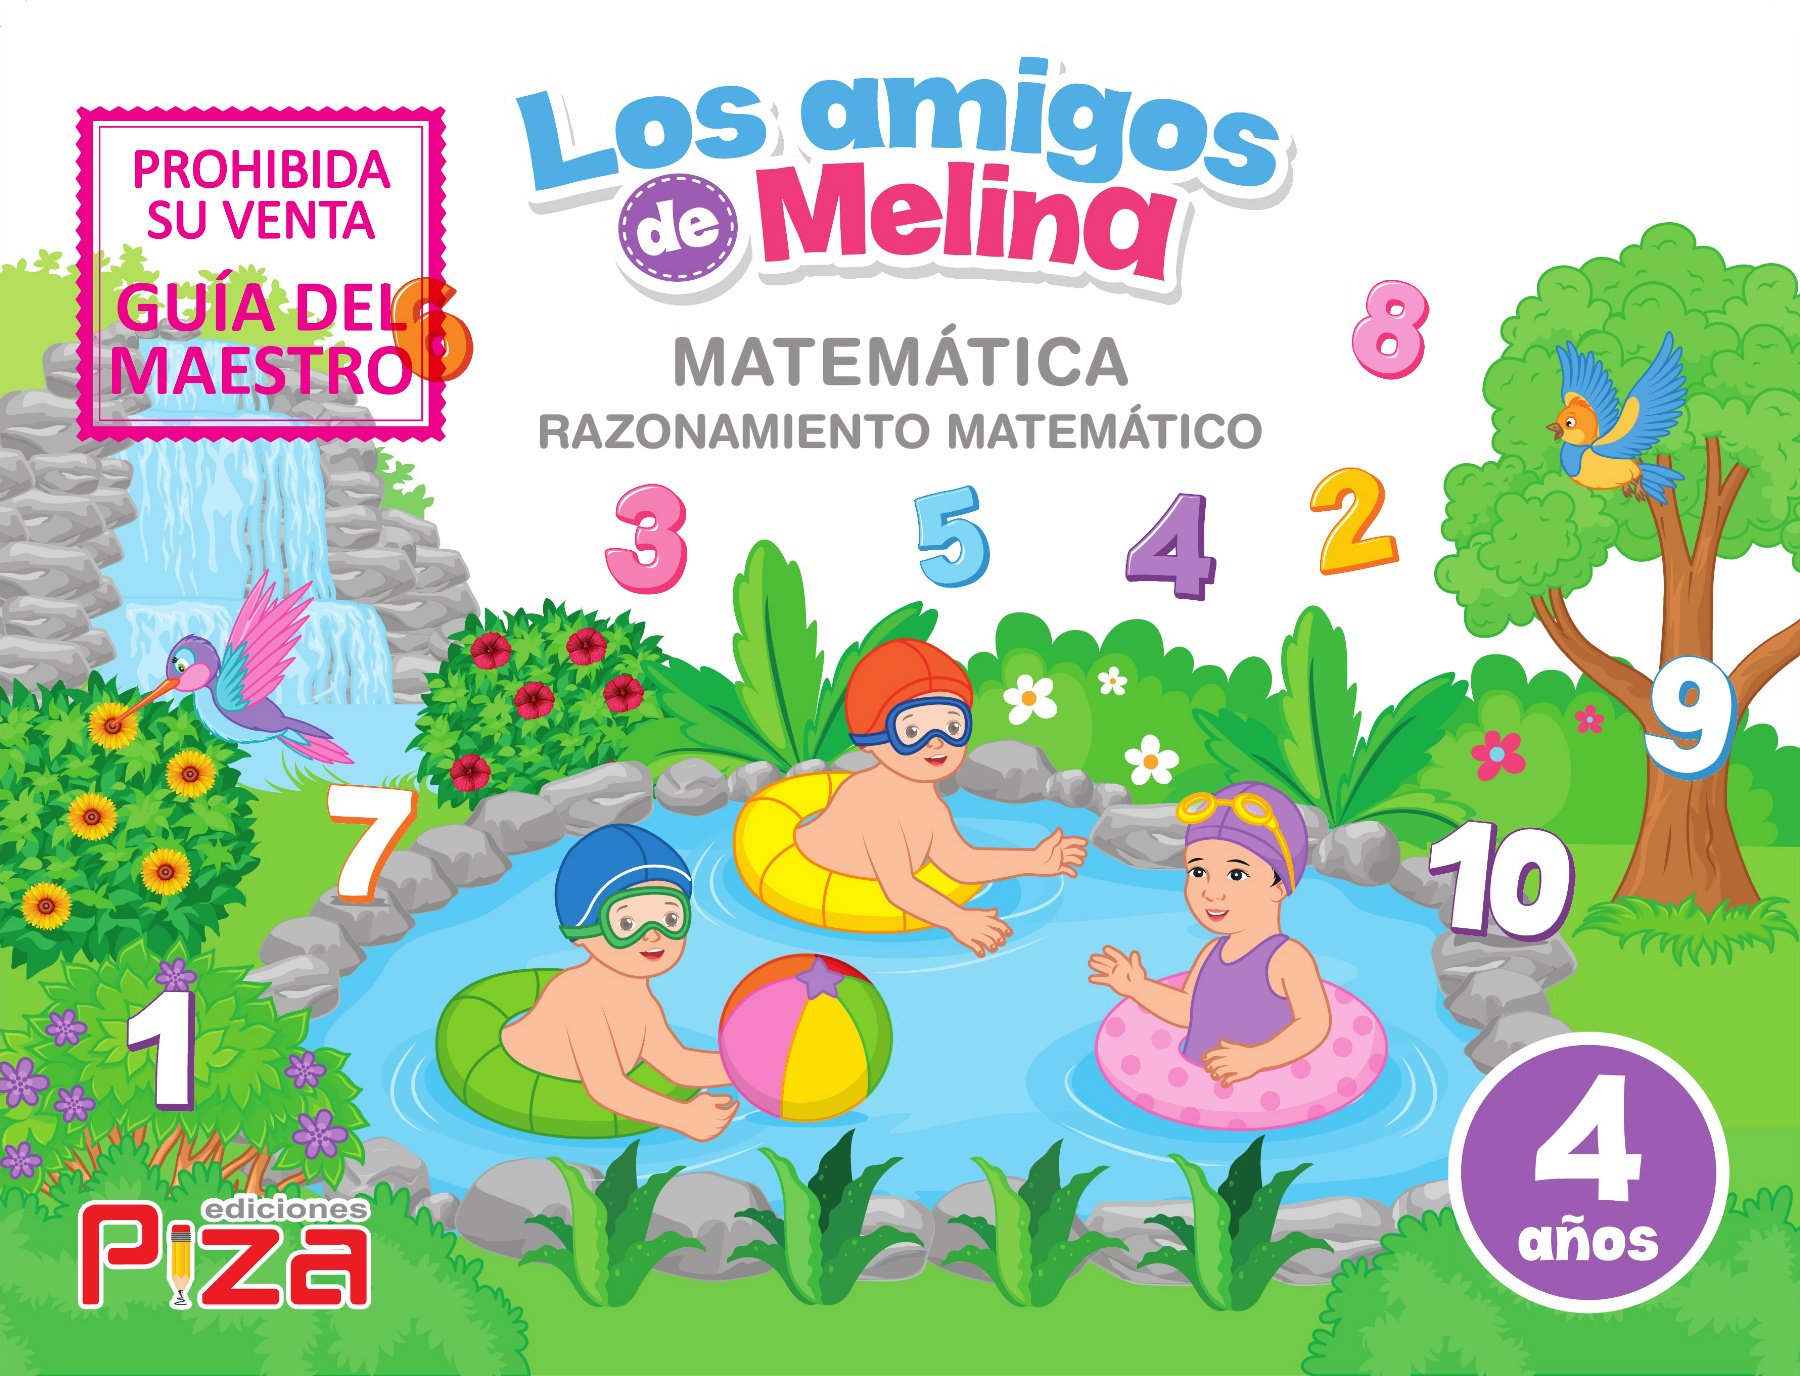 Los amigos
de Melina
PROHIBIDA
SU VENTA
GUÍA DEL
MAESTRO
MATEMÁTICA
RAZONAMIENTO MATEMÁTICO
6
8
3
5
4
2
9
7
10
1
4
años
ediciones
Piza